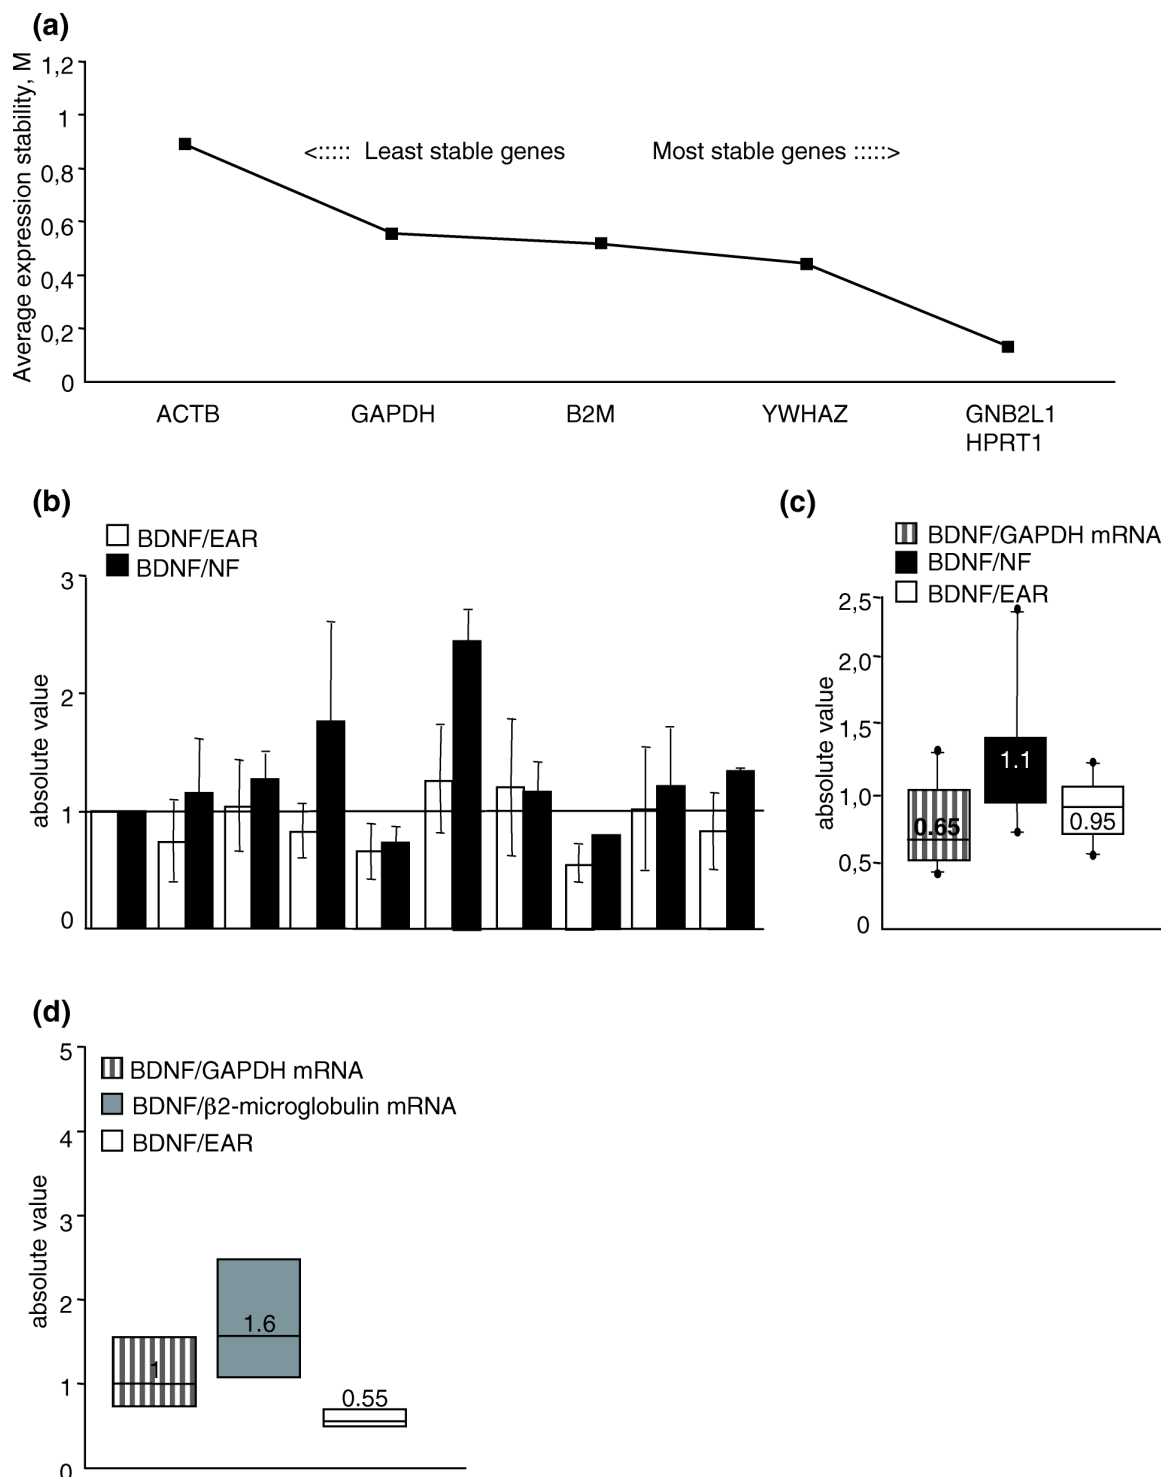 (a)
Average expression stability, M
1,2
1
0,8
0,6
0,4
0,2
0
<::::: Least stable genes
Most stable genes :::::>
ACTB
GAPDH
B2M
YWHAZ
GNB2L1
HPRT1
(b)
BDNF/EAR
BDNF/NF
absolute value
3
2
1
0
(c)
BDNF/GAPDH mRNA
BDNF/NF
BDNF/EAR
absolute value
2,5
2,0
1,5
1,0
0,5
0
0.65
1.1
0.95
(d)
BDNF/GAPDH mRNA
BDNF/β2-microglobulin mRNA
BDNF/EAR
absolute value
5
4
3
2
1
0
1
1.6
0.55